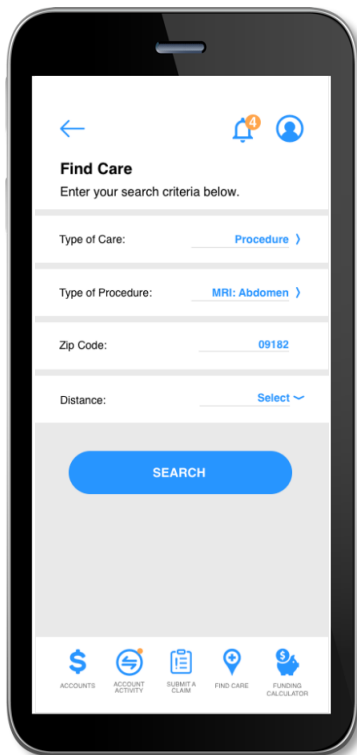 4
Find Care
Enter your search criteria below.
Type of Care: Procedure
Type of Procedure: MRI: Abdomen
Zip Code: 09182
Distance: Select
SEARCH
$
$
ACCOUNTS
ACCOUNT
ACTIVITY
SUBMIT A
CLAIM
FIND CARE
FUNDING
CALCULATOR